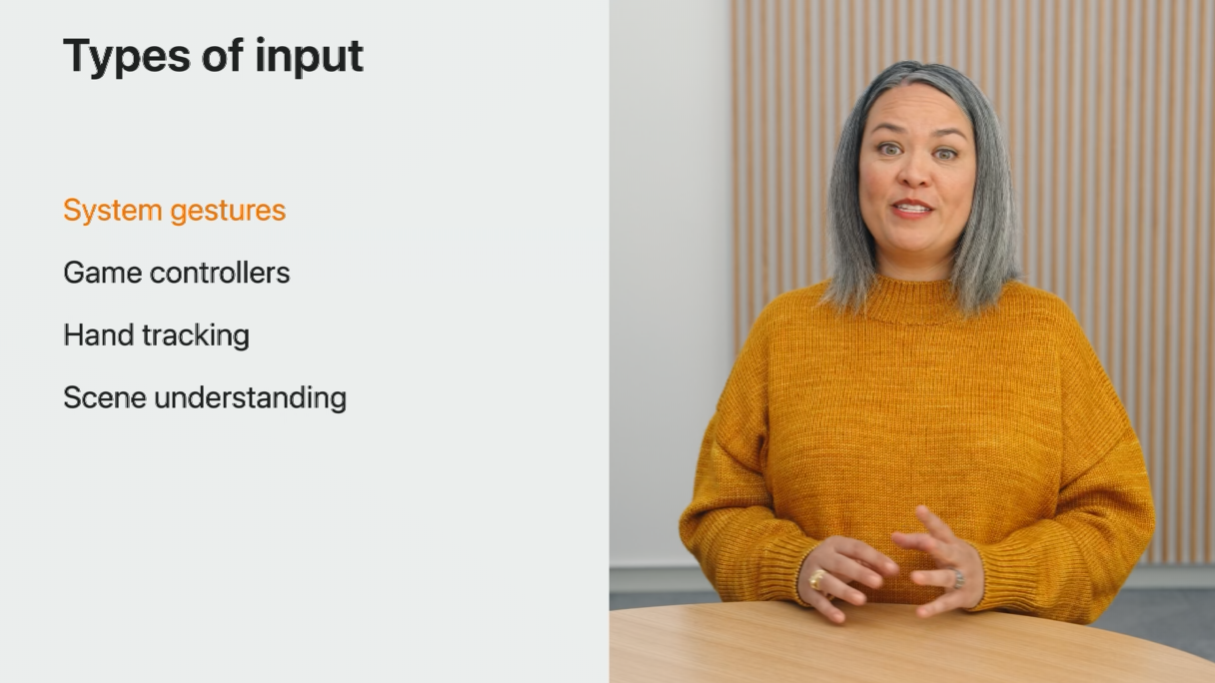 Types of input
System gestures
Game controllers
Hand tracking
Scene understanding